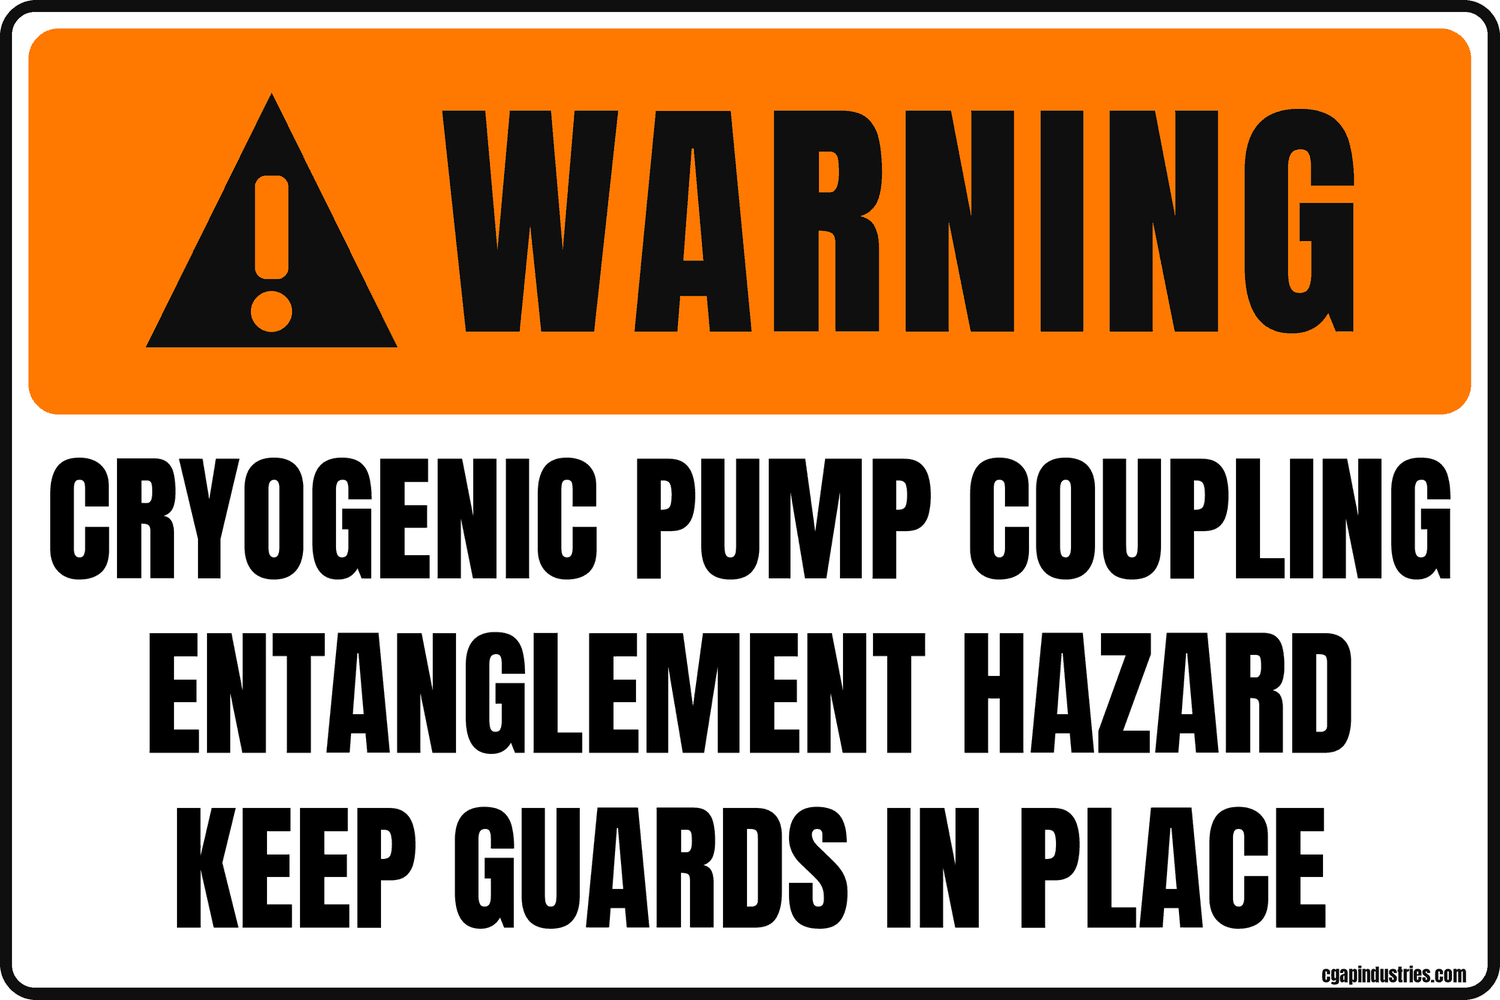 WARNING
CRYOGENIC PUMP COUPLING
ENTANGLEMENT HAZARD
KEEP GUARDS IN PLACE
cgapindustries.com